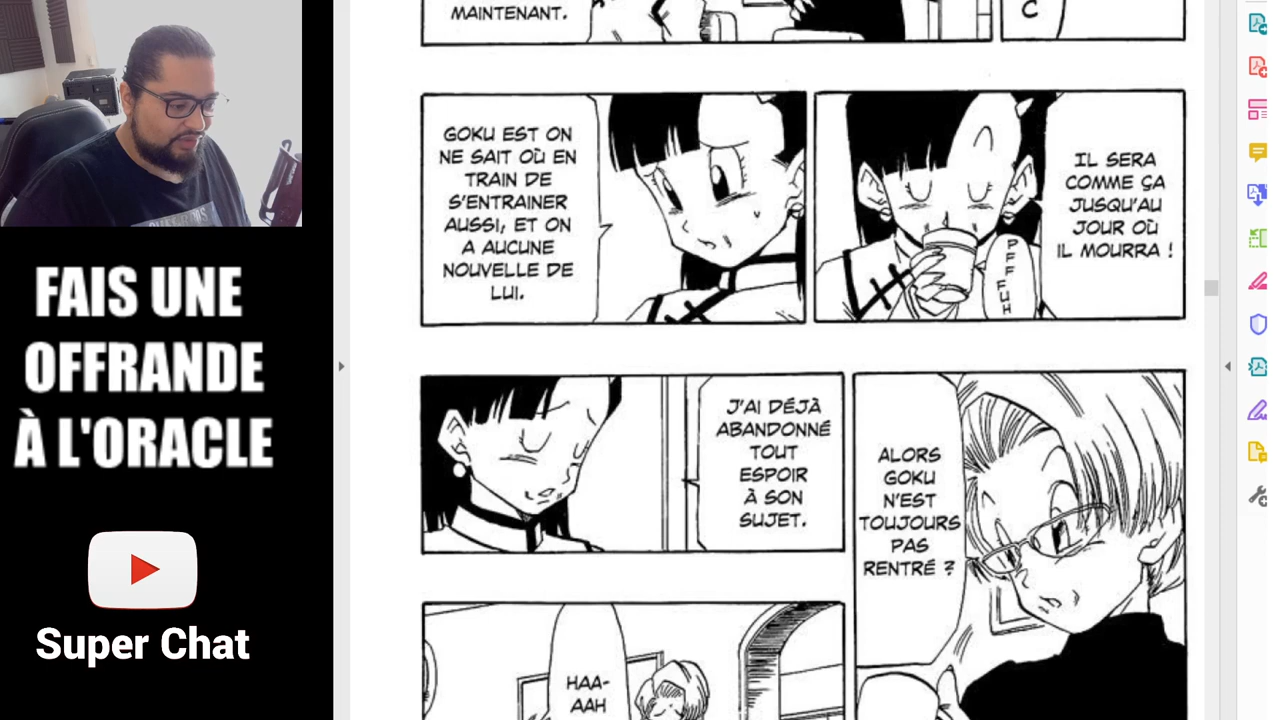 MAINTENANT.
C
GOKU EST ON
NE SAIT OÙ EN
TRAIN DE
S'ENTRAINER
AUSSI, ET ON
A AUCUNE
NOUVELLE DE
LUI.
IL SERA
COMME ÇA
JUSQU'AU
JOUR OÙ
IL MOURRA !
PFF
FUH
J'AI DÉJÀ
ABANDONNÉ
TOUT
ESPOIR
À SON
SUJET.
ALORS
GOKU
N'EST
TOUJOURS
PAS
RENTRÉ ?
HAA-
AAH
FAIS UNE
OFFRANDE
À L'ORACLE
Super Chat